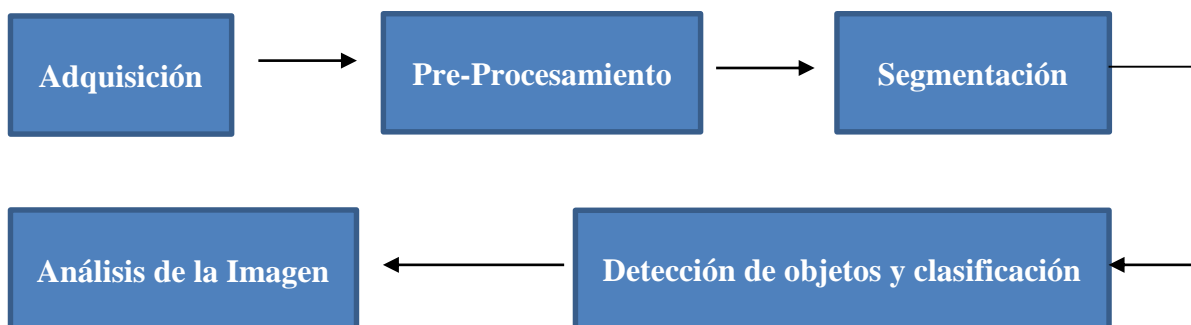 Adquisición
Pre-Procesamiento
Segmentación
Detección de objetos y clasificación
Análisis de la Imagen